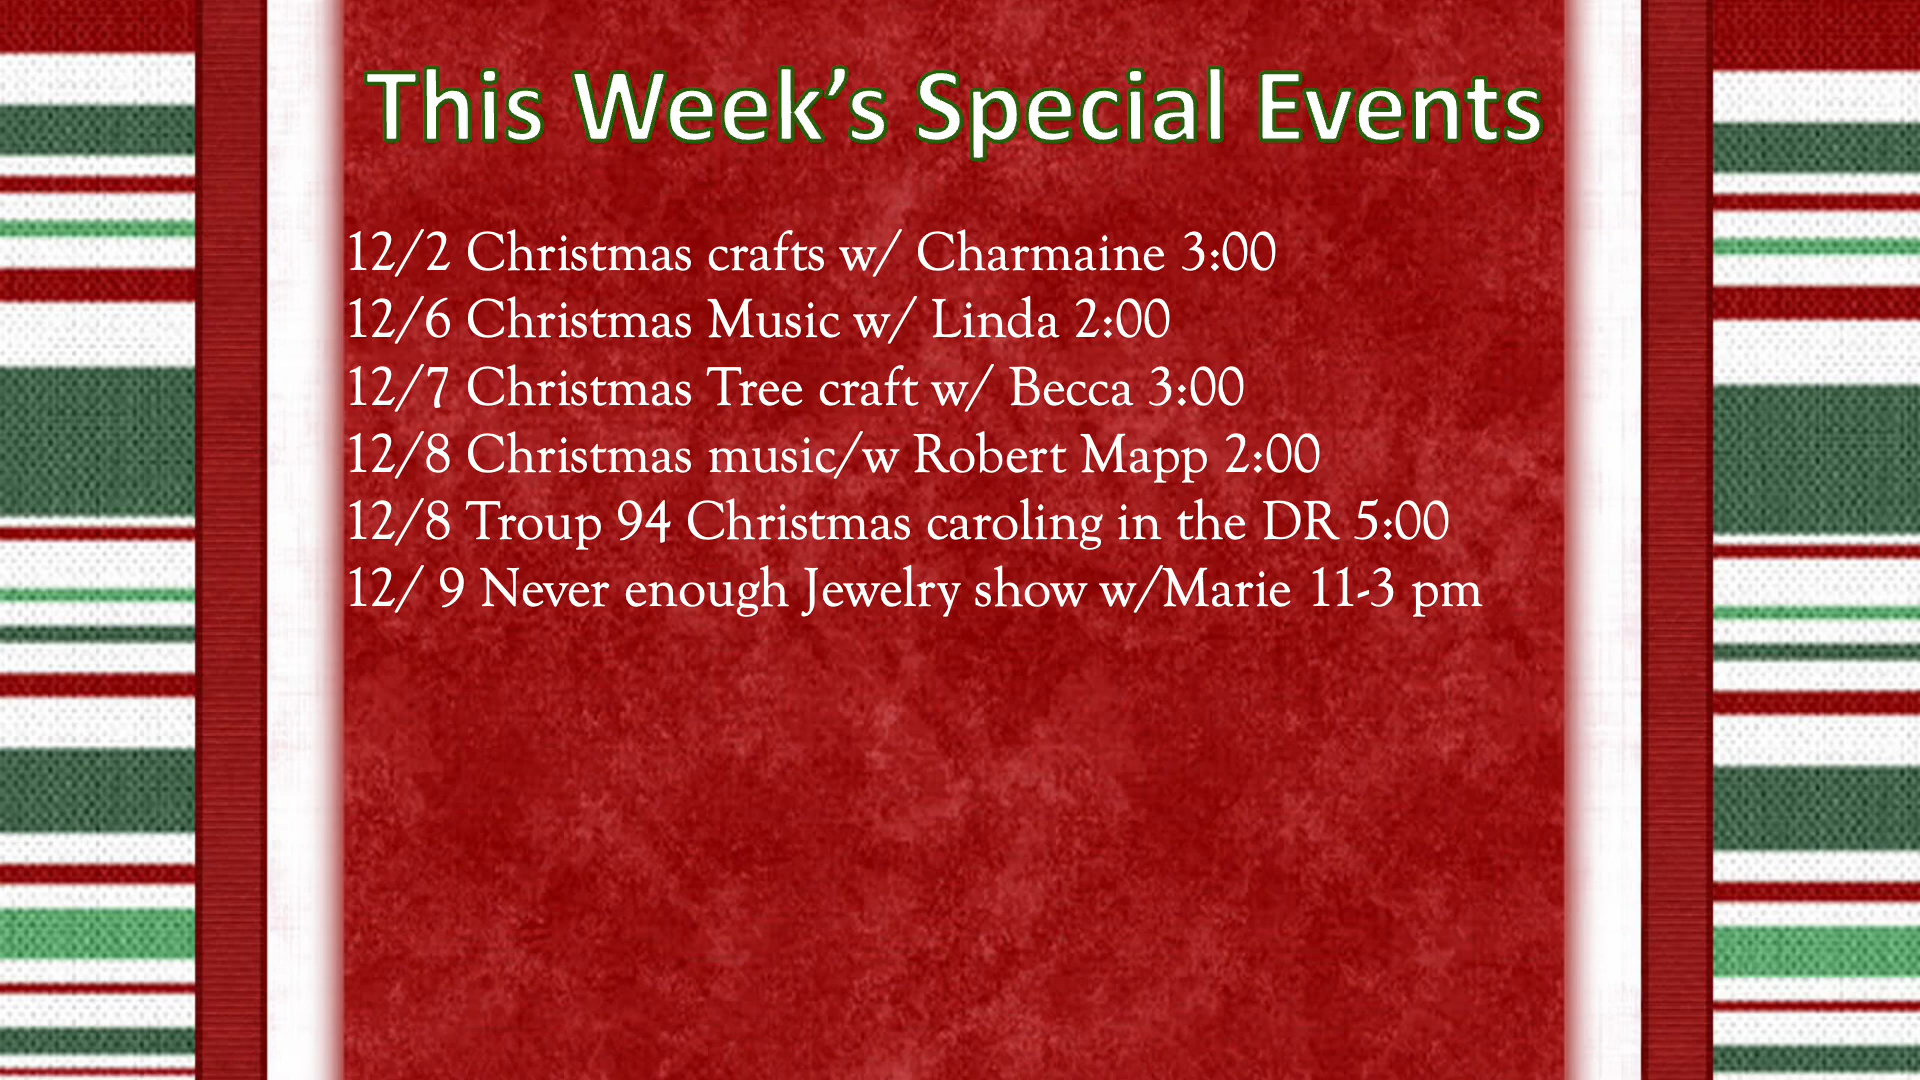 This Week’s Special Events
12/2 Christmas crafts w/ Charmaine 3:00
12/6 Christmas Music w/ Linda 2:00
12/7 Christmas Tree craft w/ Becca 3:00
12/8 Christmas music/w Robert Mapp 2:00
12/8 Troup 94 Christmas caroling in the DR 5:00
12/ 9 Never enough Jewelry show w/Marie 11-3 pm